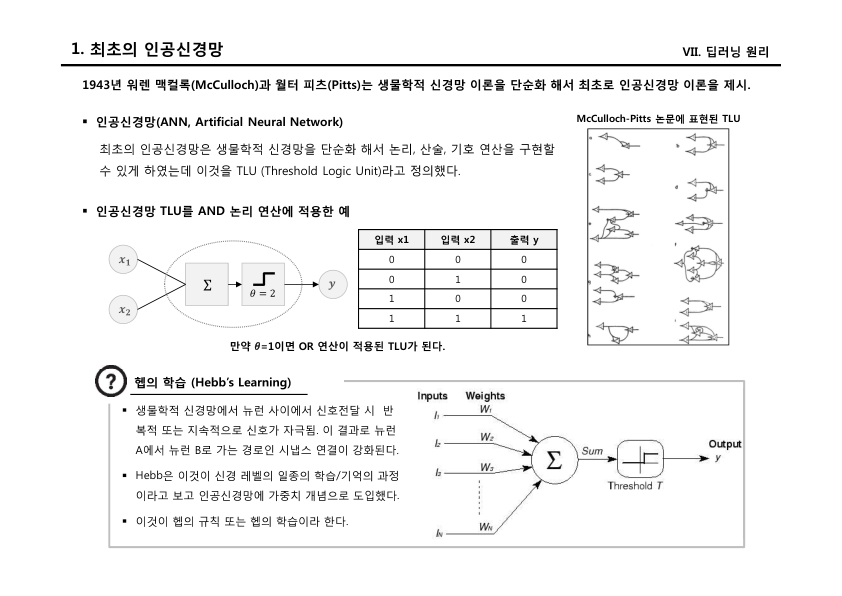 1. 최초의 인공신경망
VII. 딥러닝 원리
1943년 워렌 맥컬록(McCulloch)과 월터 피츠(Pitts)는 생물학적 신경망 이론을 단순화 해서 최초로 인공신경망 이론을 제시.
▪ 인공신경망(ANN, Artificial Neural Network)
최초의 인공신경망은 생물학적 신경망을 단순화 해서 논리, 산술, 기호 연산을 구현할
수 있게 하였는데 이것을 TLU (Threshold Logic Unit)라고 정의했다.
McCulloch-Pitts 논문에 표현된 TLU
▪ 인공신경망 TLU를 AND 논리 연산에 적용한 예
x1
x2
Σ
θ = 2
y
입력 x1 입력 x2 출력 y
0 0 0
0 1 0
1 0 0
1 1 1
만약 θ=1이면 OR 연산이 적용된 TLU가 된다.
? 헵의 학습 (Hebb's Learning)
▪ 생물학적 신경망에서 뉴런 사이에서 신호전달 시 반
복적 또는 지속적으로 신호가 자극됨. 이 결과로 뉴런
A에서 뉴런 B로 가는 경로인 시냅스 연결이 강화된다.
▪ Hebb은 이것이 신경 레벨의 일종의 학습/기억의 과정
이라고 보고 인공신경망에 가중치 개념으로 도입했다.
▪ 이것이 헵의 규칙 또는 헵의 학습이라 한다.
Inputs Weights
I1 W1
I2 W2
I3 W3
IN WN
Σ
Sum
Threshold T
Output
y